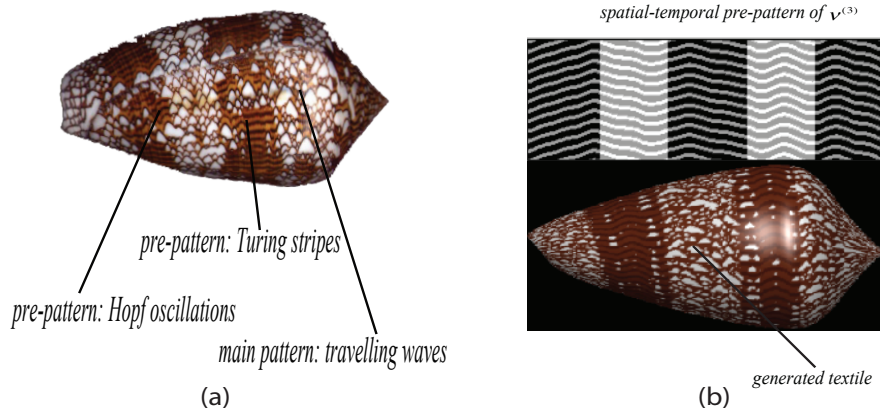 spatial-temporal pre-pattern of ν⁽³⁾
pre-pattern: Turing stripes
pre-pattern: Hopf oscillations
main pattern: travelling waves
generated textile
(a)
(b)